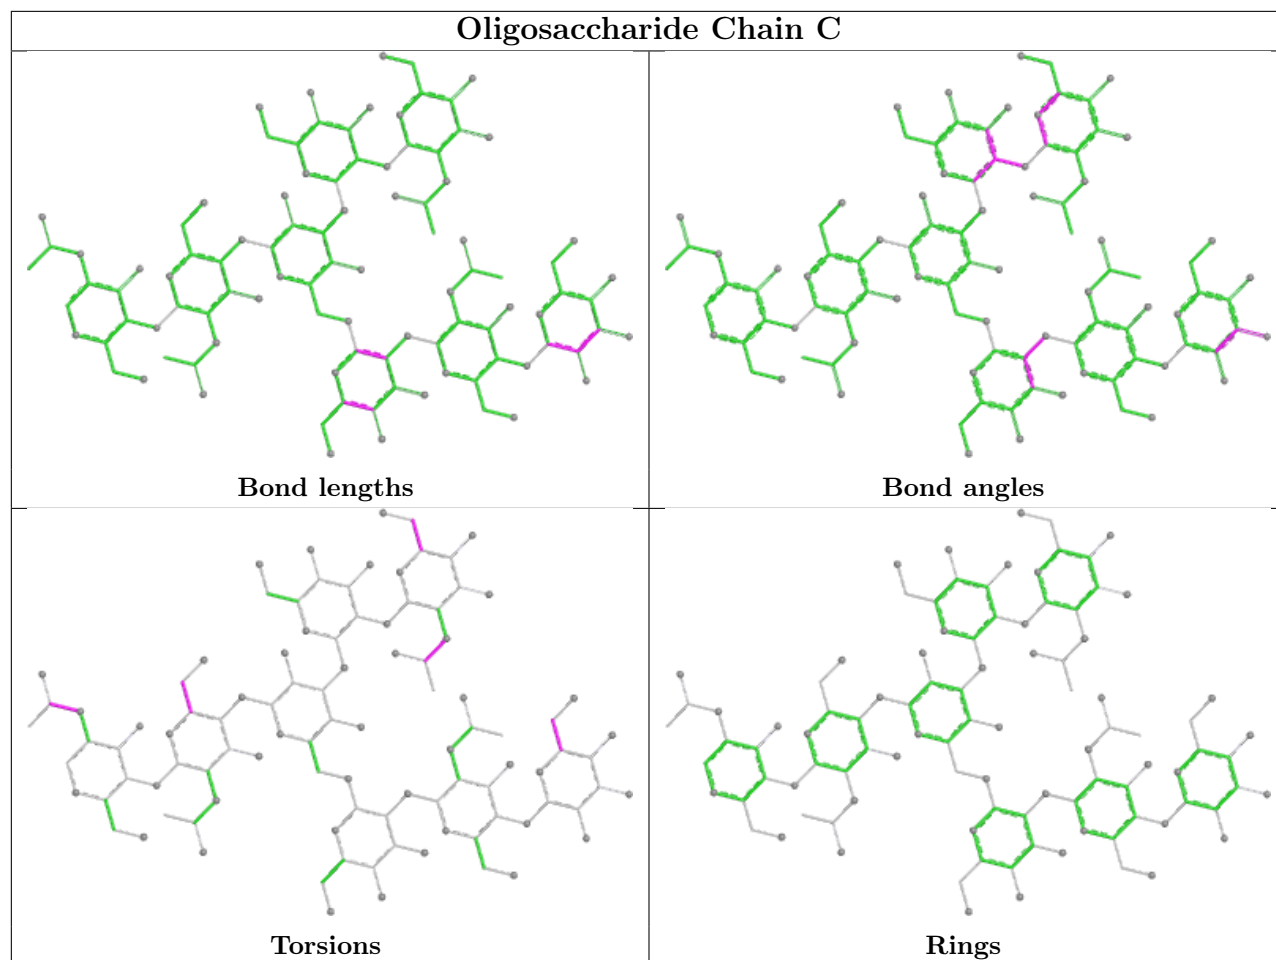 Oligosaccharide Chain C
Bond lengths
Bond angles
Torsions
Rings